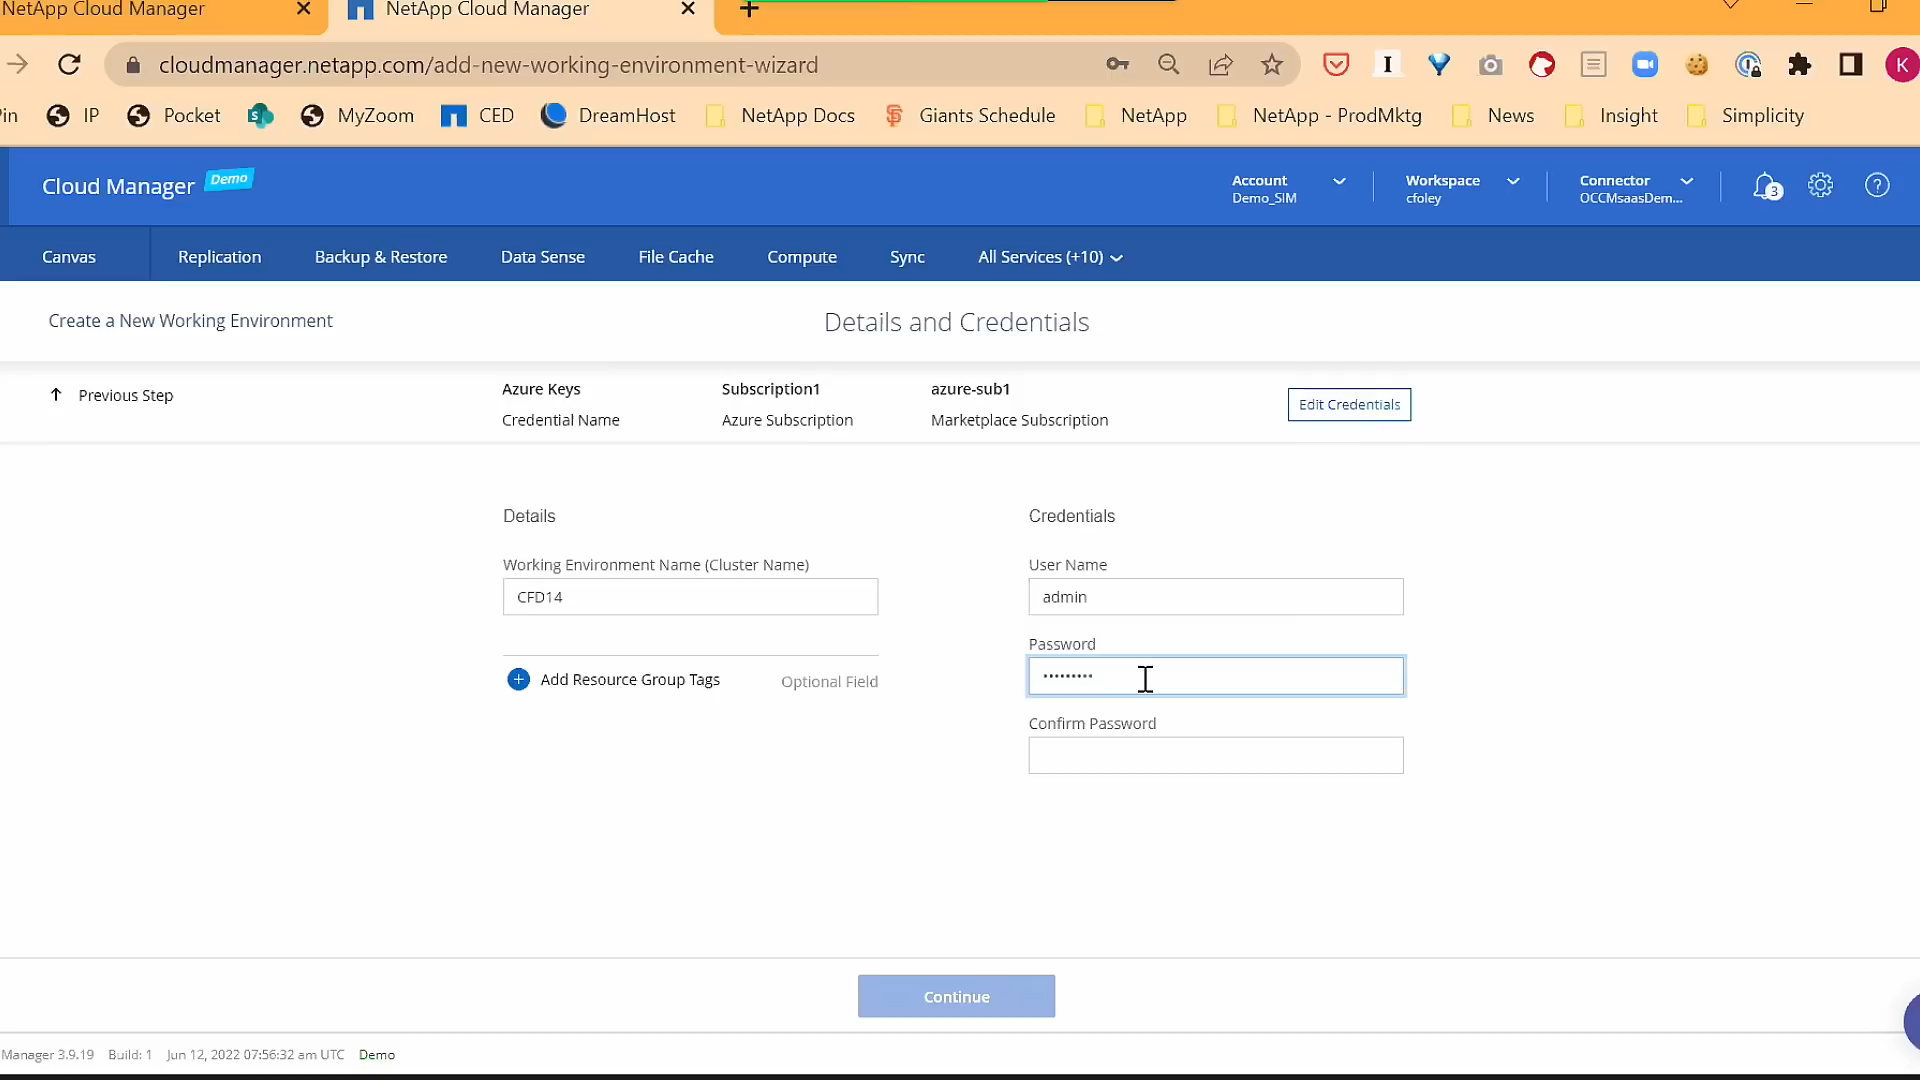 NetApp Cloud Manager
NetApp Cloud Manager
cloudmanager.netapp.com/add-new-working-environment-wizard
K
in IP Pocket MyZoom CED DreamHost NetApp Docs Giants Schedule NetApp NetApp - ProdMktg News Insight Simplicity
Cloud Manager Demo
Account
Demo_SIM
Workspace
cfoley
Connector
OCCMsaasDem...
3
Canvas Replication Backup & Restore Data Sense File Cache Compute Sync All Services (+10)
Create a New Working Environment
Details and Credentials
Previous Step
Azure Keys
Credential Name
Subscription1
Azure Subscription
azure-sub1
Marketplace Subscription
Edit Credentials
Details
Working Environment Name (Cluster Name)
CFD14
Add Resource Group Tags Optional Field
Credentials
User Name
admin
Password
•••••••••
Confirm Password
Continue
Manager 3.9.19 Build: 1 Jun 12, 2022 07:56:32 am UTC Demo